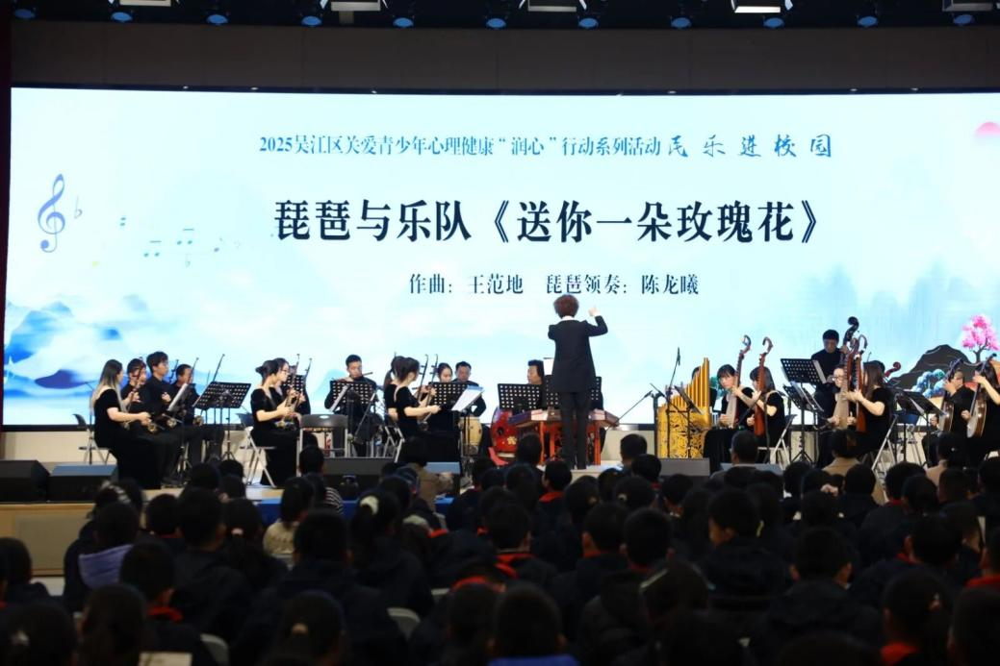 2025吴江区关爱青少年心理健康“润心”行动系列活动 民乐进校园
琵琶与乐队《送你一朵玫瑰花》
作曲：王范地 琵琶领奏：陈龙曦